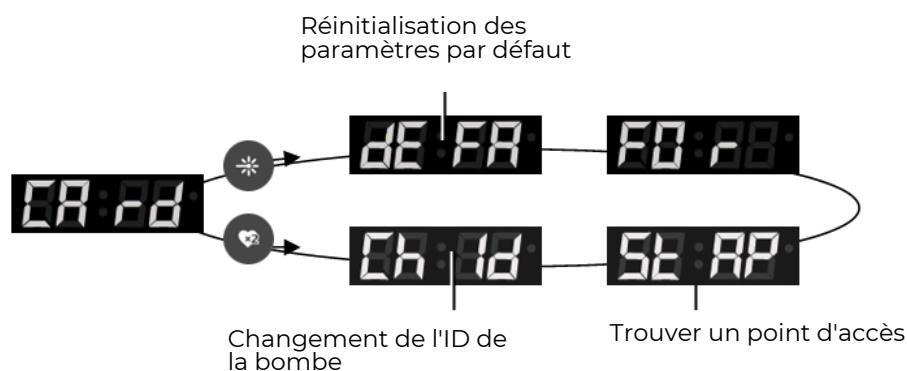 Réinitialisation des
paramètres par défaut
dE FA
FO r
CA rd
x2
Ch Id
St AP
Changement de l'ID de
la bombe
Trouver un point d'accès